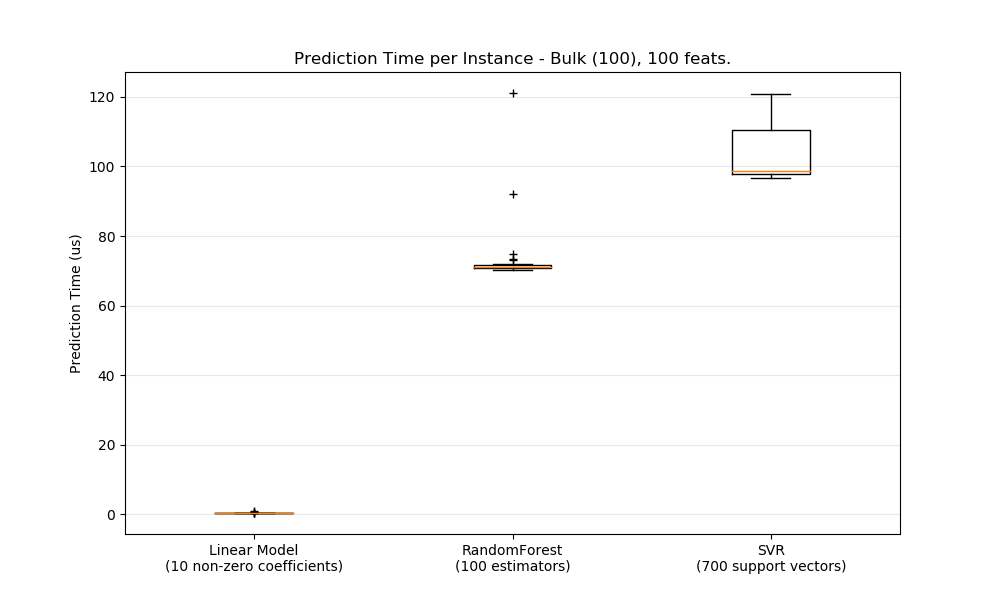 Prediction Time per Instance - Bulk (100), 100 feats.
Prediction Time (us)
120
100
80
60
40
20
0
Linear Model
(10 non-zero coefficients)
RandomForest
(100 estimators)
SVR
(700 support vectors)